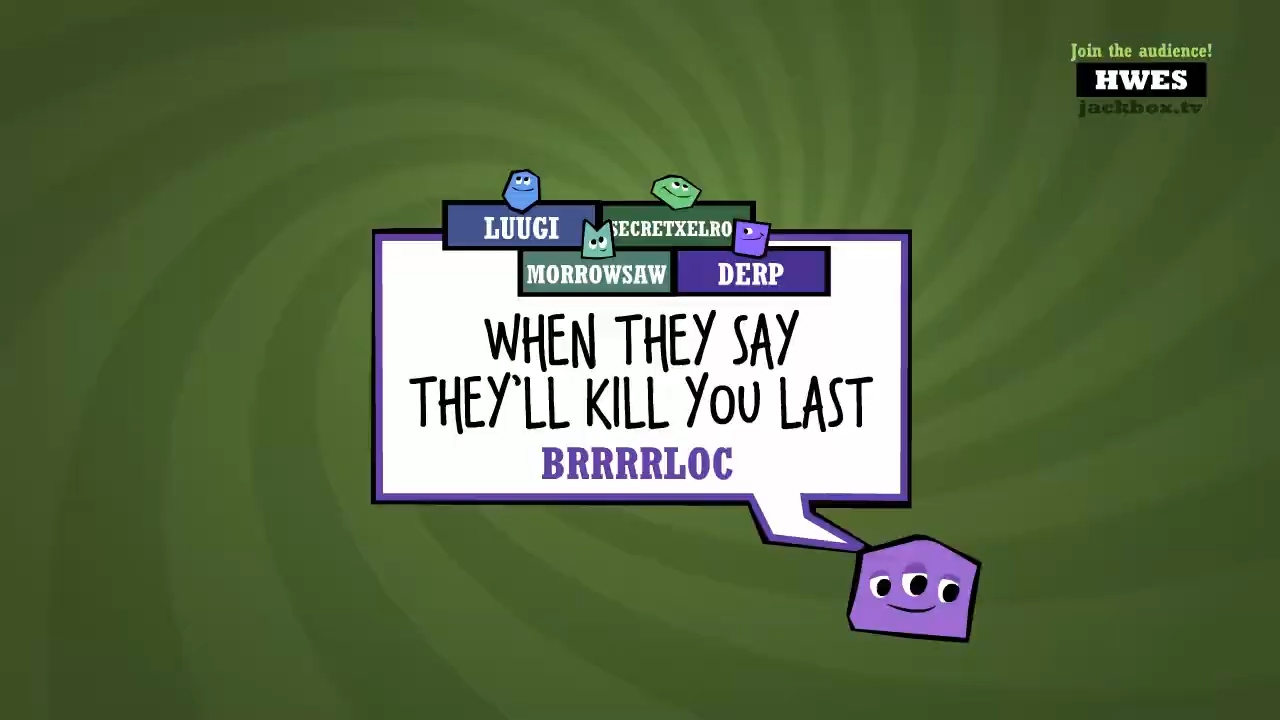 Join the audience!
HWES
jackbox.tv
LUUGI
SECRETXELRO
MORROWSAW
DERP
WHEN THEY SAY
THEY'LL KILL YOU LAST
BRRRRLOC